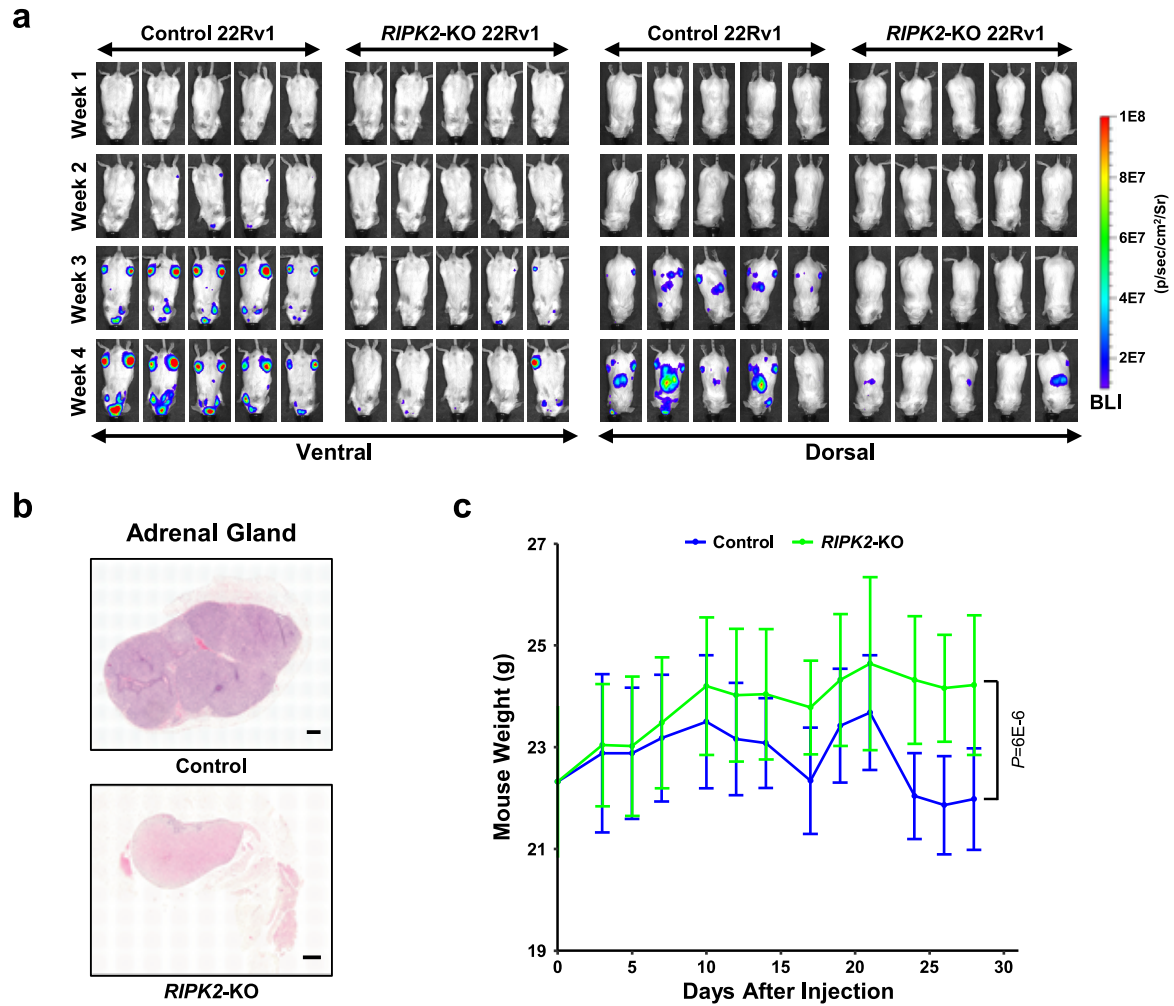 a
Control 22Rv1
RIPK2-KO 22Rv1
Control 22Rv1
RIPK2-KO 22Rv1
Week 1
Week 2
Week 3
Week 4
1E8
8E7
6E7
4E7
2E7
(p/sec/cm²/Sr)
BLI
Ventral
Dorsal
b
Adrenal Gland
Control
RIPK2-KO
c
Control
RIPK2-KO
27
25
23
21
19
Mouse Weight (g)
P=6E-6
0
5
10
15
20
25
30
Days After Injection